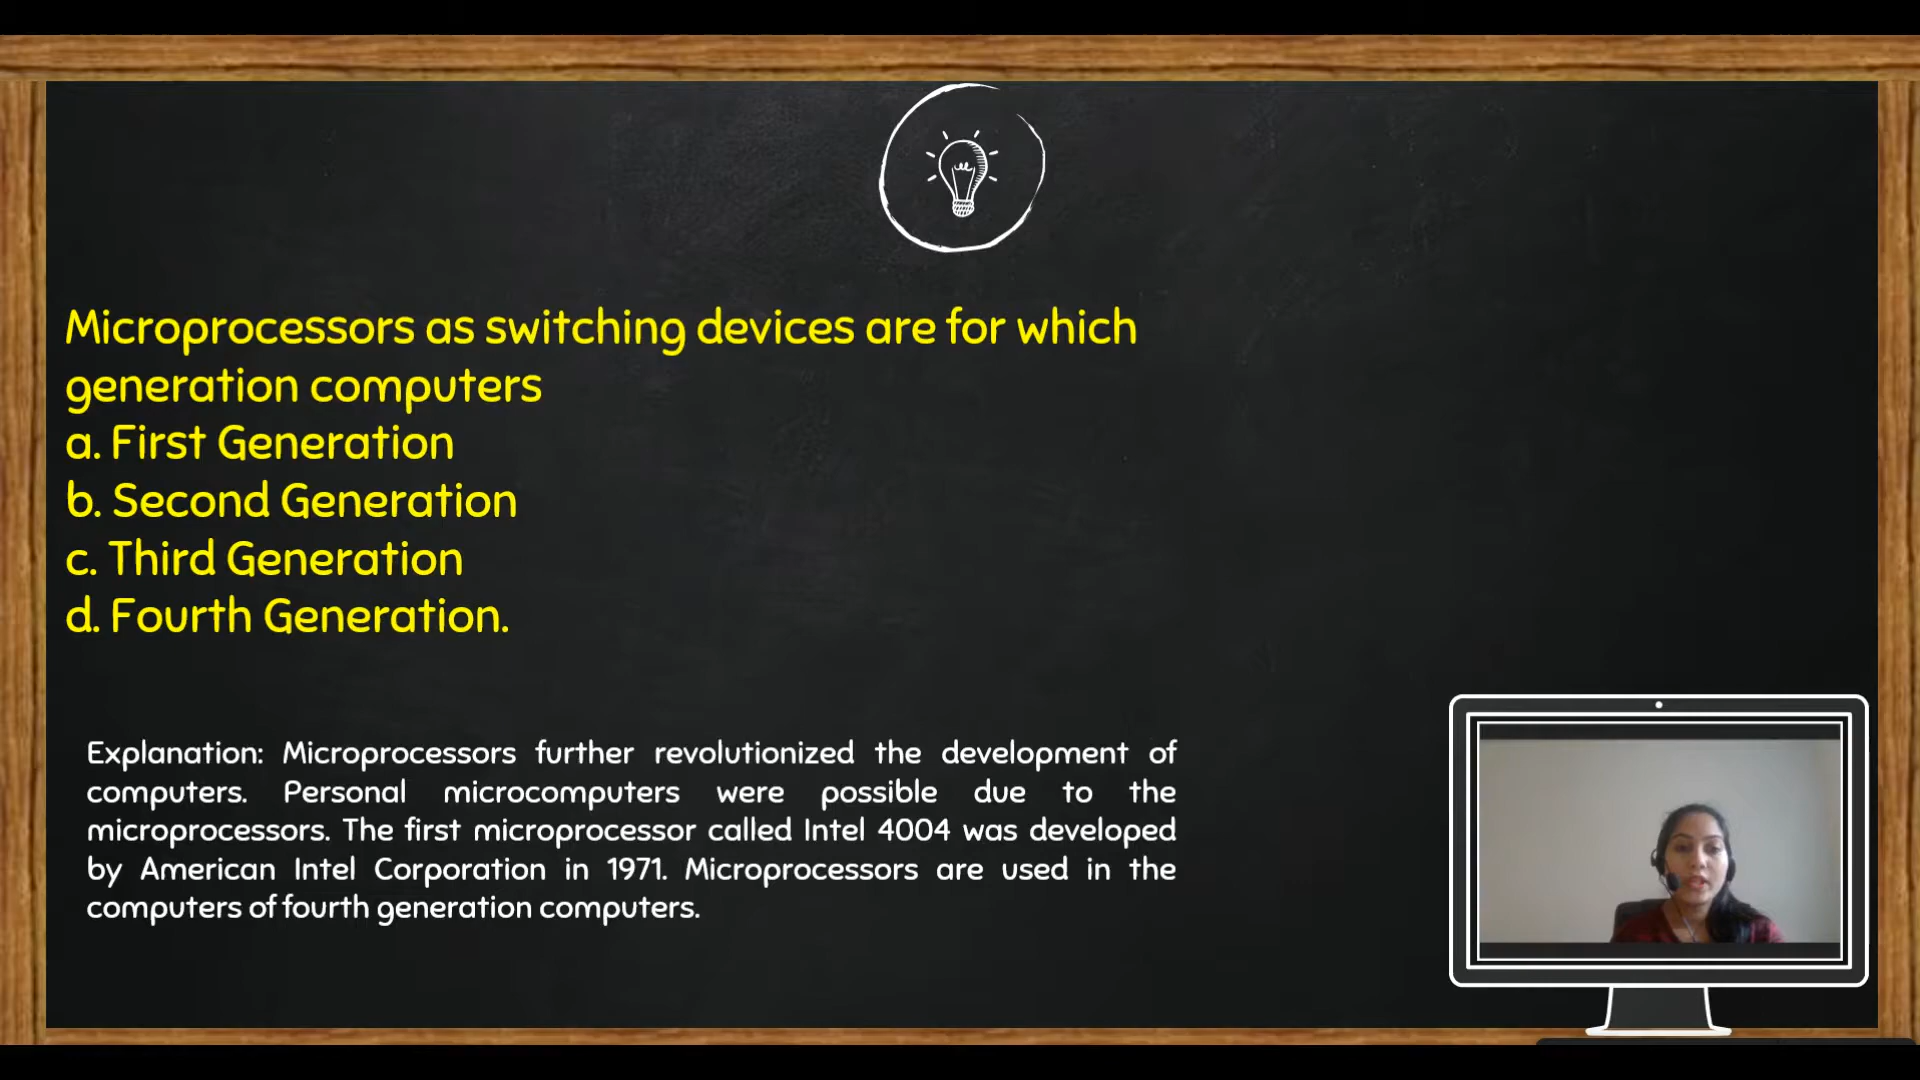 Microprocessors as switching devices are for which
generation computers
a. First Generation
b. Second Generation
c. Third Generation
d. Fourth Generation.
Explanation: Microprocessors further revolutionized the development of
computers. Personal microcomputers were possible due to the
microprocessors. The first microprocessor called Intel 4004 was developed
by American Intel Corporation in 1971. Microprocessors are used in the
computers of fourth generation computers.